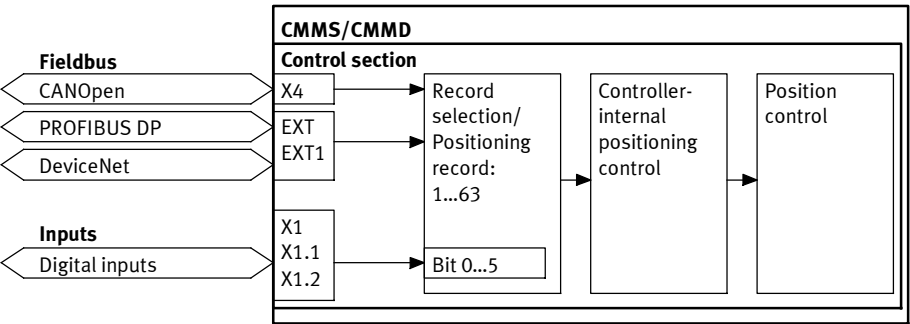 CMMS/CMMD
Fieldbus
Control section
CANOpen
X4
PROFIBUS DP
DeviceNet
EXT
EXT1
Inputs
Digital inputs
X1
X1.1
X1.2
Record
selection/
Positioning
record:
1...63
Bit 0...5
Controller-
internal
positioning
control
Position
control